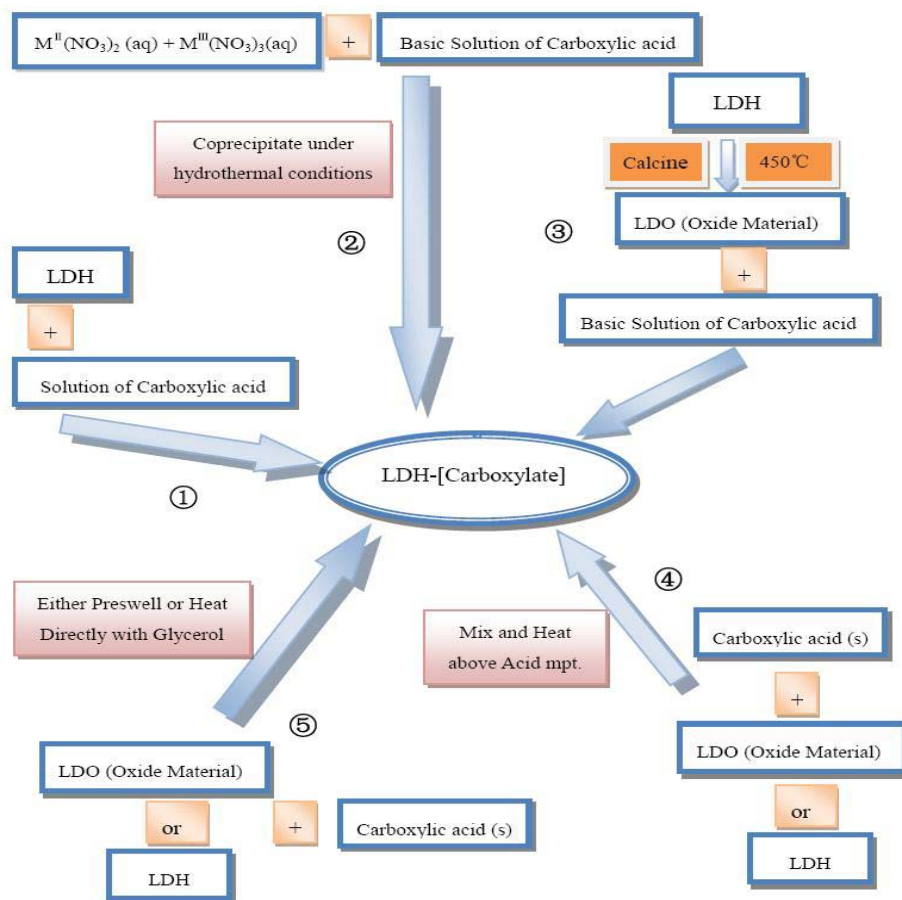 M^II(NO₃)₂ (aq) + M^III(NO₃)₃(aq)
+
Basic Solution of Carboxylic acid
Coprecipitate under
hydrothermal conditions
②
LDH
Calcine
450℃
LDO (Oxide Material)
+
Basic Solution of Carboxylic acid
③
LDH
+
Solution of Carboxylic acid
①
LDH-[Carboxylate]
Either Preswell or Heat
Directly with Glycerol
⑤
LDO (Oxide Material)
or
LDH
+
Carboxylic acid (s)
Mix and Heat
above Acid mpt.
④
Carboxylic acid (s)
+
LDO (Oxide Material)
or
LDH